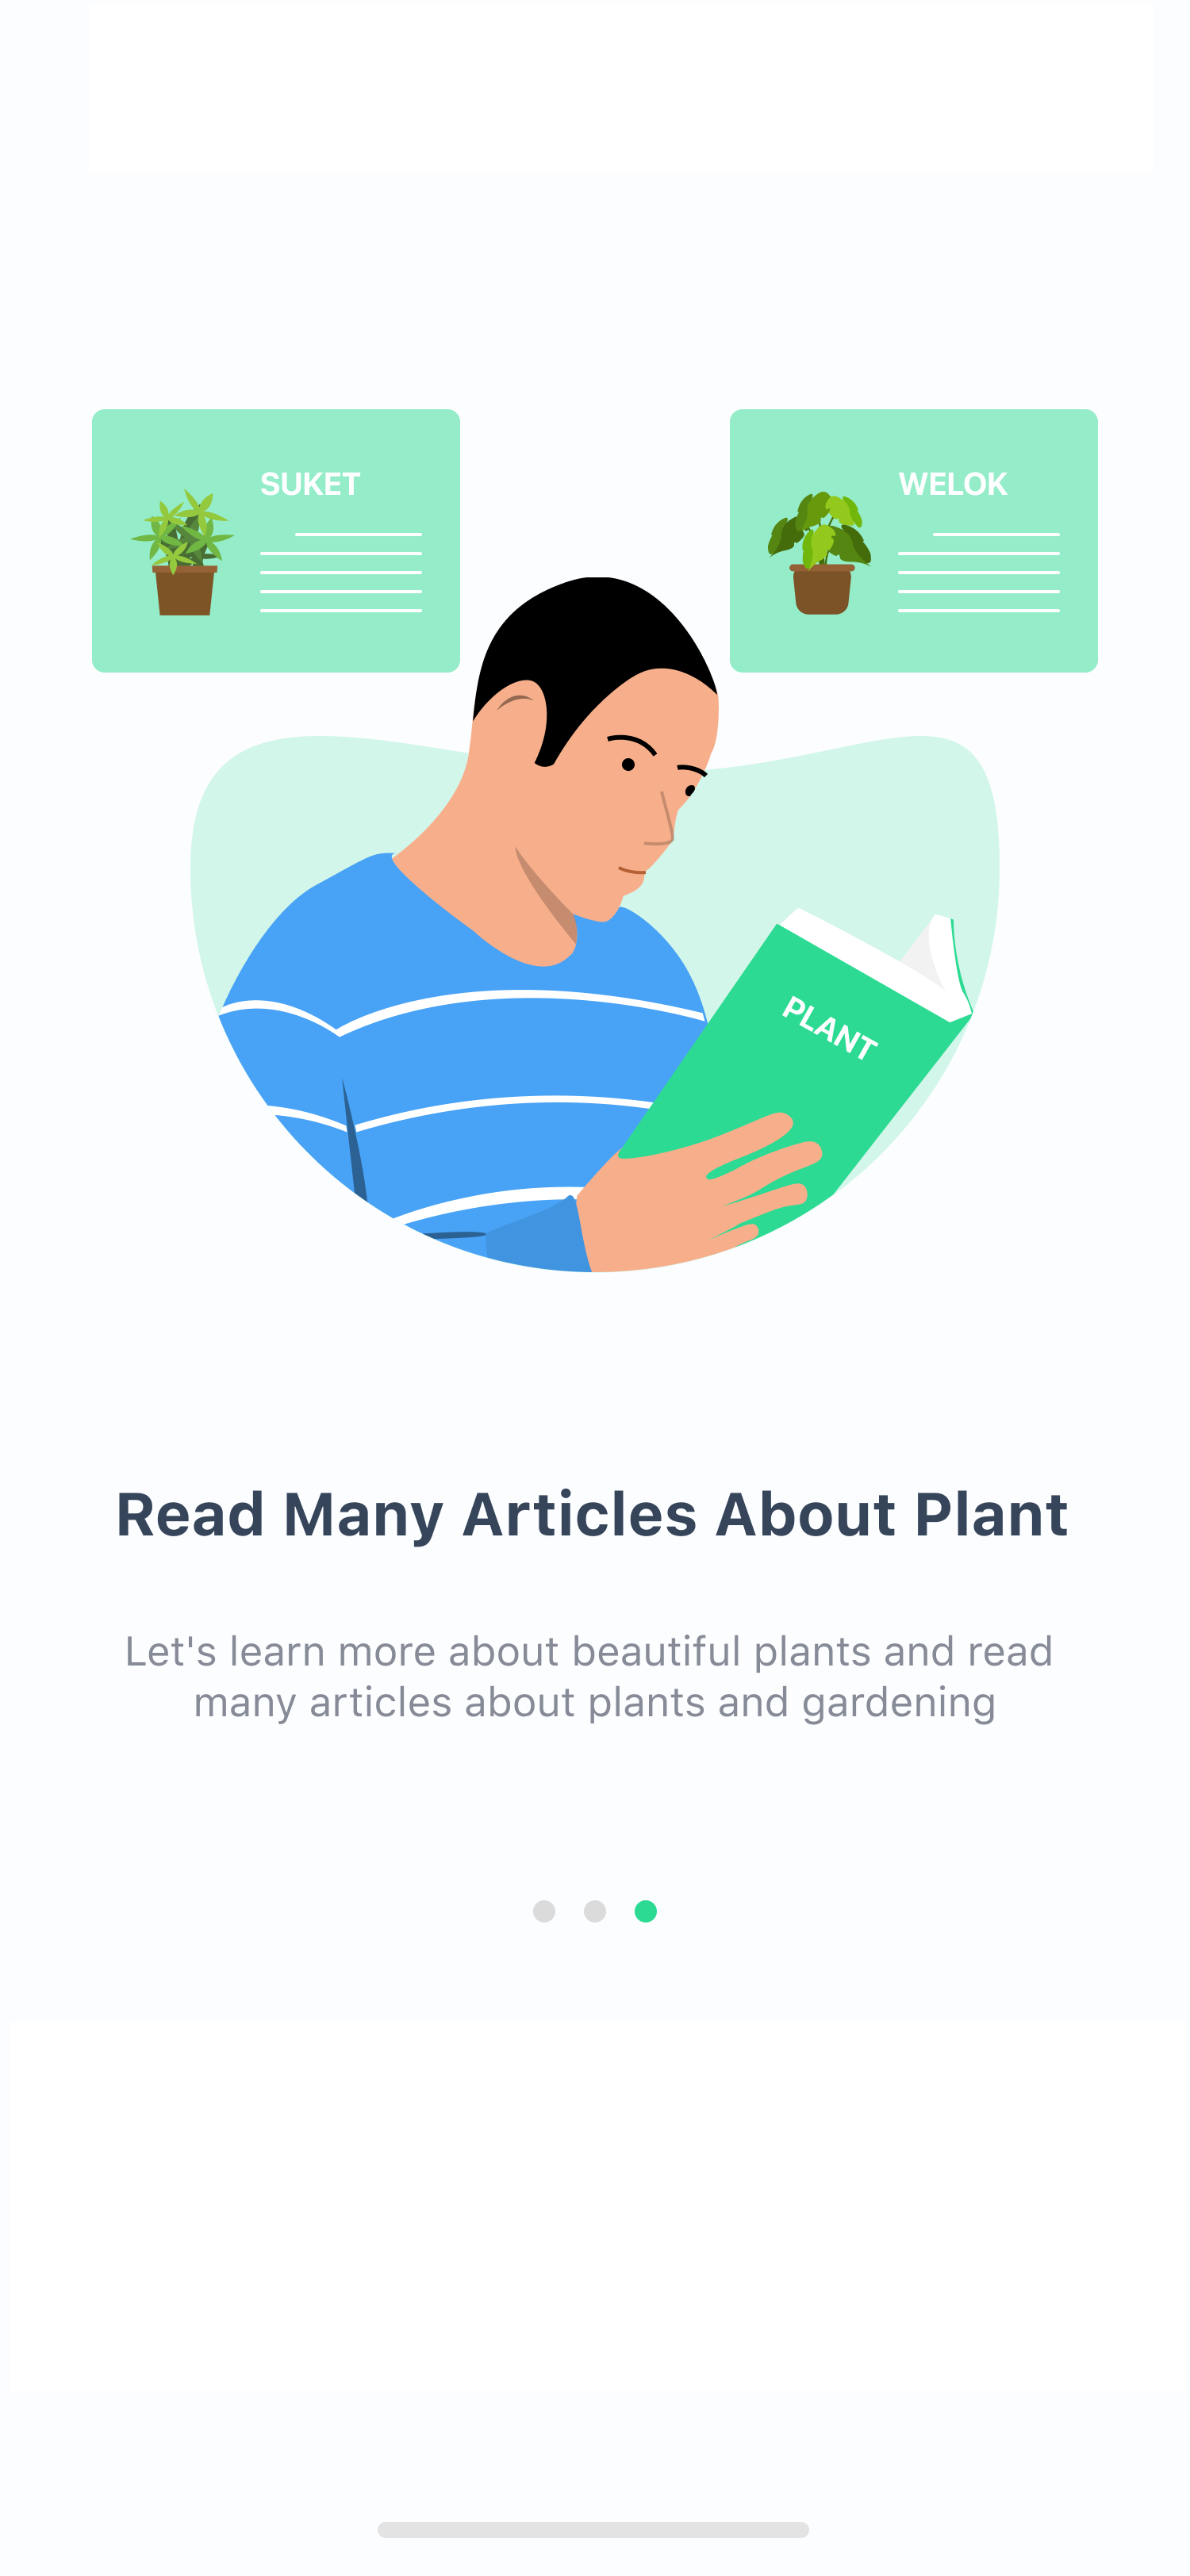 SUKET
WELOK
PLANT
Read Many Articles About Plant
Let's learn more about beautiful plants and read
many articles about plants and gardening